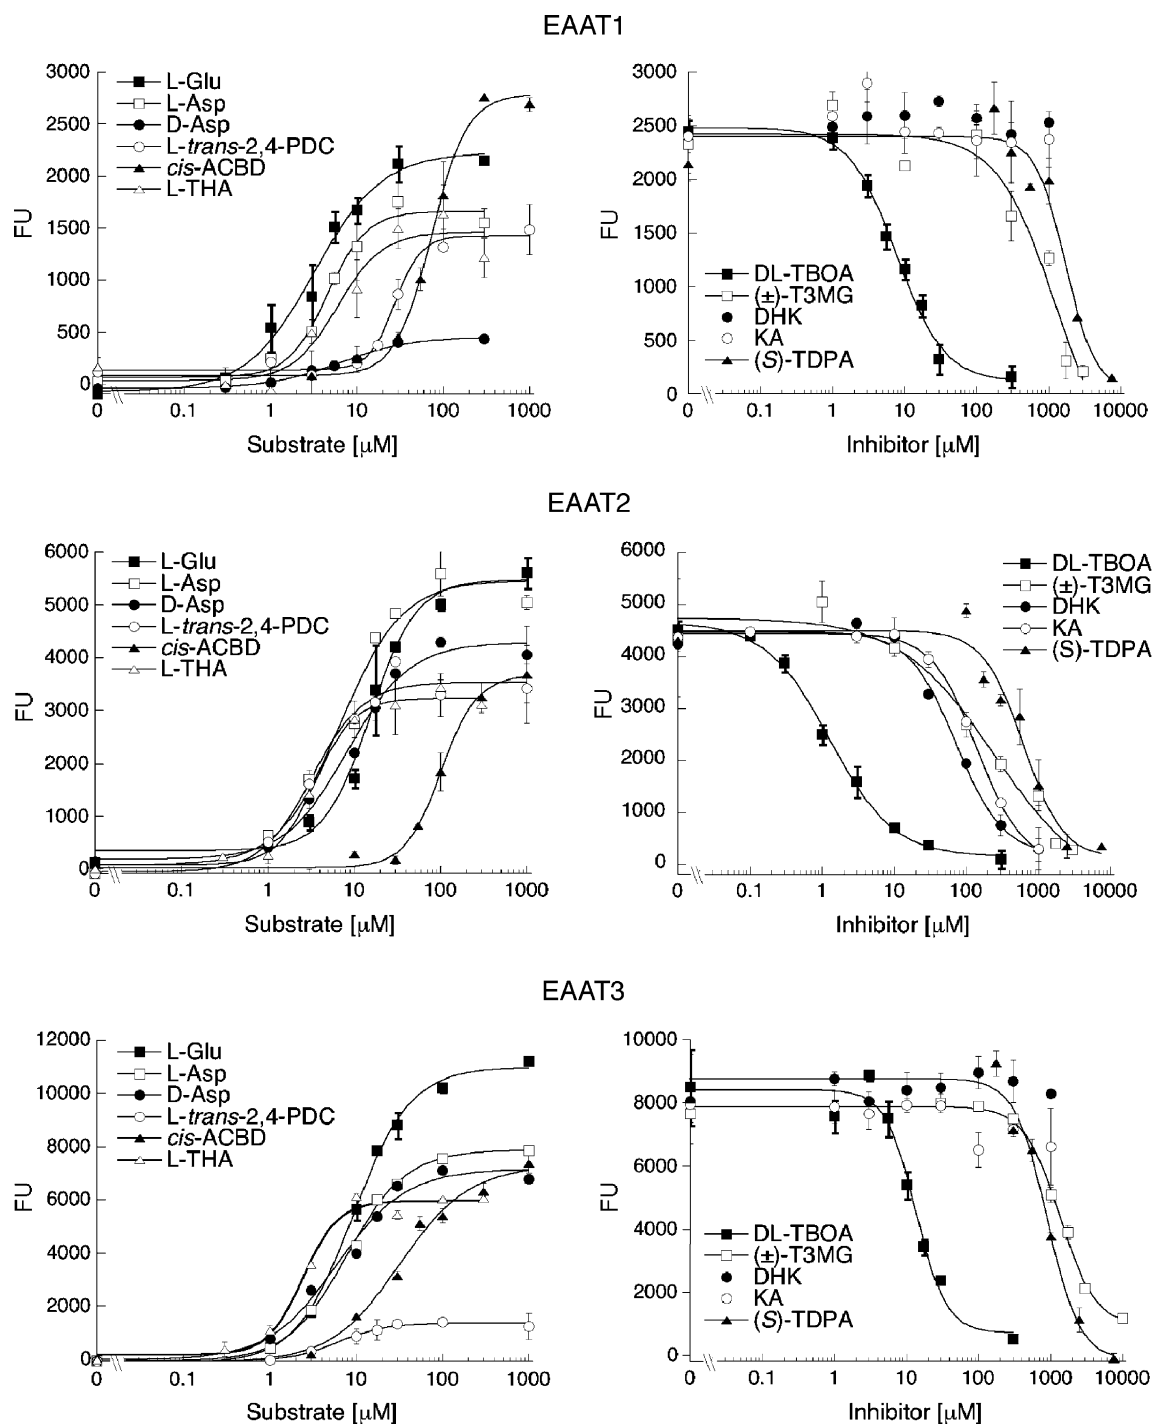 EAAT1
3000
2500
2000
1500
1000
500
0
FU
L-Glu
L-Asp
D-Asp
L-trans-2,4-PDC
cis-ACBD
L-THA
0 0.1 1 10 100 1000
Substrate [μM]
3000
2500
2000
1500
1000
500
0
FU
DL-TBOA
(±)-T3MG
DHK
KA
(S)-TDPA
0 0.1 1 10 100 1000 10000
Inhibitor [μM]
EAAT2
6000
5000
4000
3000
2000
1000
0
FU
L-Glu
L-Asp
D-Asp
L-trans-2,4-PDC
cis-ACBD
L-THA
0 0.1 1 10 100 1000
Substrate [μM]
6000
5000
4000
3000
2000
1000
0
FU
DL-TBOA
(±)-T3MG
DHK
KA
(S)-TDPA
0 0.1 1 10 100 1000 10000
Inhibitor [μM]
EAAT3
12000
10000
8000
6000
4000
2000
0
FU
L-Glu
L-Asp
D-Asp
L-trans-2,4-PDC
cis-ACBD
L-THA
0 0.1 1 10 100 1000
Substrate [μM]
10000
8000
6000
4000
2000
0
FU
DL-TBOA
(±)-T3MG
DHK
KA
(S)-TDPA
0 0.1 1 10 100 1000 10000
Inhibitor [μM]